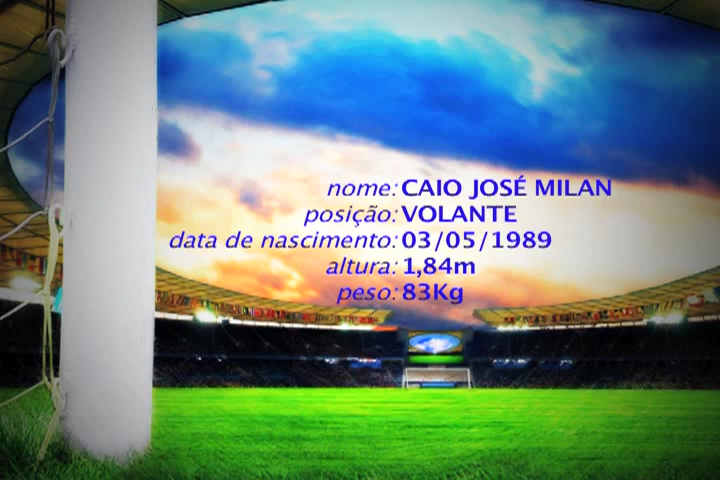 nome: CAIO JOSÉ MILAN
posição: VOLANTE
data de nascimento: 03/05/1989
altura: 1,84m
peso: 83Kg